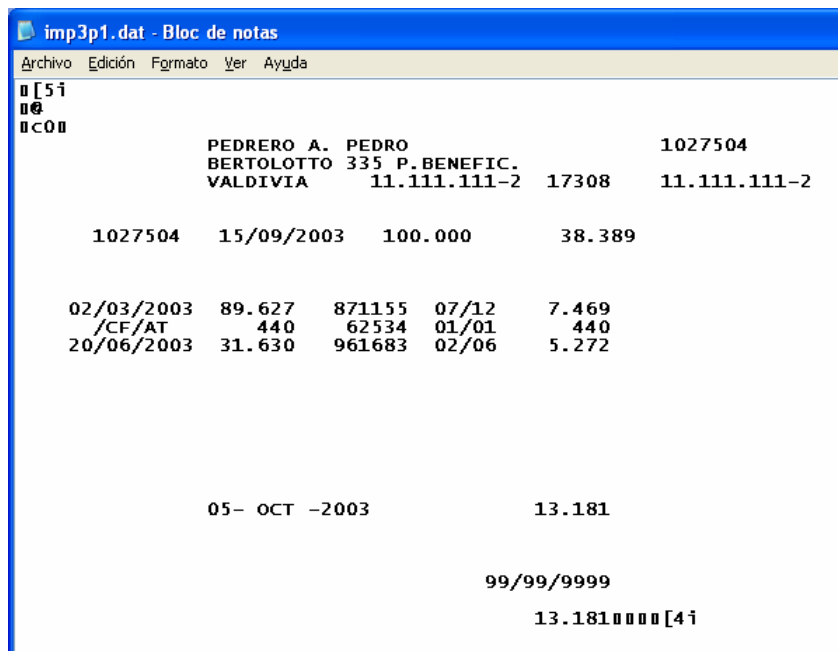 imp3p1.dat - Bloc de notas
Archivo Edición Formato Ver Ayuda
▯[5i
▯@
▯c0▯
PEDRERO A. PEDRO 1027504
BERTOLOTTO 335 P.BENEFIC.
VALDIVIA 11.111.111-2 17308 11.111.111-2
1027504 15/09/2003 100.000 38.389
02/03/2003 89.627 871155 07/12 7.469
/CF/AT 440 62534 01/01 440
20/06/2003 31.630 961683 02/06 5.272
05- OCT -2003 13.181
99/99/9999
13.181▯▯▯▯[4i